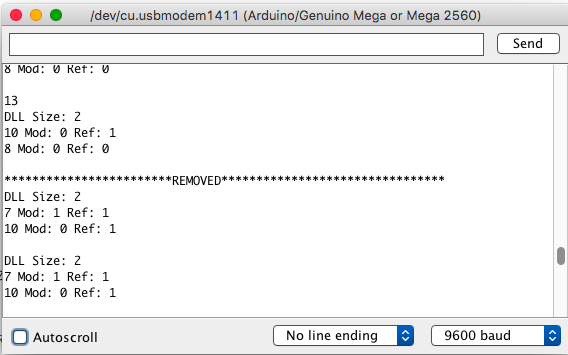 /dev/cu.usbmodem1411 (Arduino/Genuino Mega or Mega 2560)
Send
8 Mod: 0 Ref: 0
13
DLL Size: 2
10 Mod: 0 Ref: 1
8 Mod: 0 Ref: 0
************************REMOVED********************************
DLL Size: 2
7 Mod: 1 Ref: 1
10 Mod: 0 Ref: 1
DLL Size: 2
7 Mod: 1 Ref: 1
10 Mod: 0 Ref: 1
Autoscroll
No line ending
9600 baud